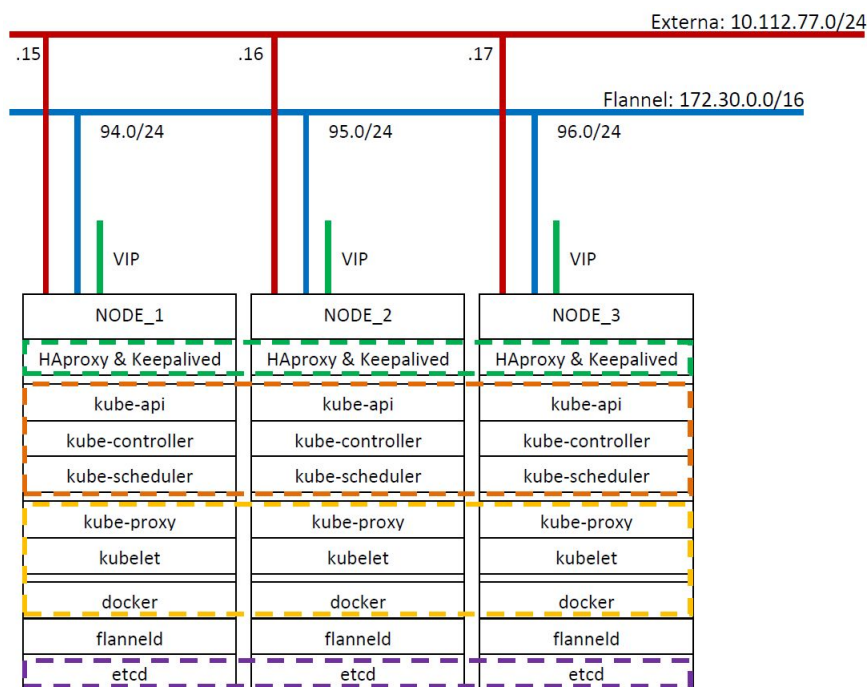 Externa: 10.112.77.0/24
.15 .16 .17
Flannel: 172.30.0.0/16
94.0/24 95.0/24 96.0/24
VIP VIP VIP
NODE_1 NODE_2 NODE_3
HAproxy & Keepalived HAproxy & Keepalived HAproxy & Keepalived
kube-api kube-api kube-api
kube-controller kube-controller kube-controller
kube-scheduler kube-scheduler kube-scheduler
kube-proxy kube-proxy kube-proxy
kubelet kubelet kubelet
docker docker docker
flanneld flanneld flanneld
etcd etcd etcd